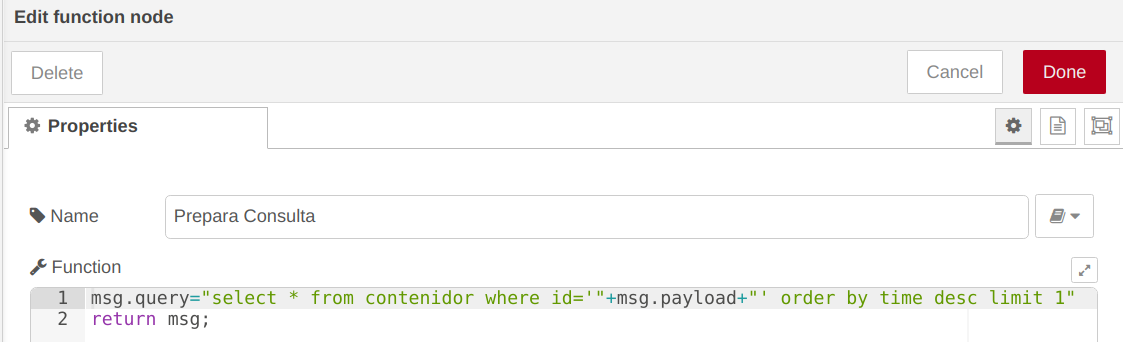 Edit function node
Delete
Cancel
Done
Properties
Name
Prepara Consulta
Function
1 msg.query="select * from contenidor where id='"+msg.payload+"' order by time desc limit 1"
2 return msg;